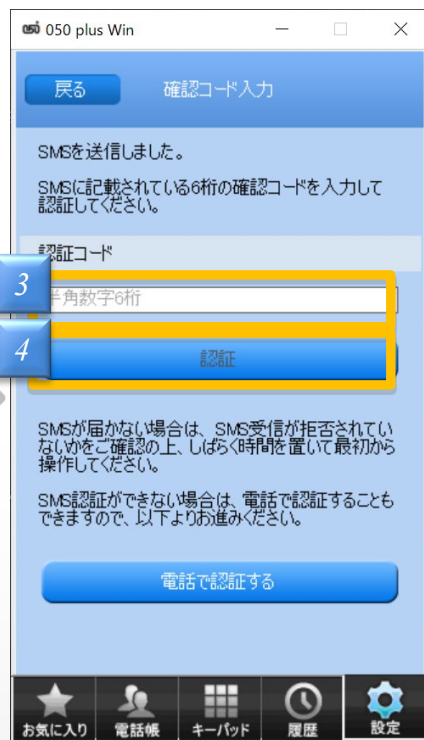 050 plus Win
戻る 確認コード入力
SMSを送信しました。
SMSに記載されている6桁の確認コードを入力して
認証してください。
認証コード
3
半角数字6桁
4
認証
SMSが届かない場合は、SMS受信が拒否されてい
ないかをご確認の上、しばらく時間を置いて最初から
操作してください。
SMS認証ができない場合は、電話で認証することも
できますので、以下よりお進みください。
電話で認証する
お気に入り 電話帳 キーパッド 履歴 設定